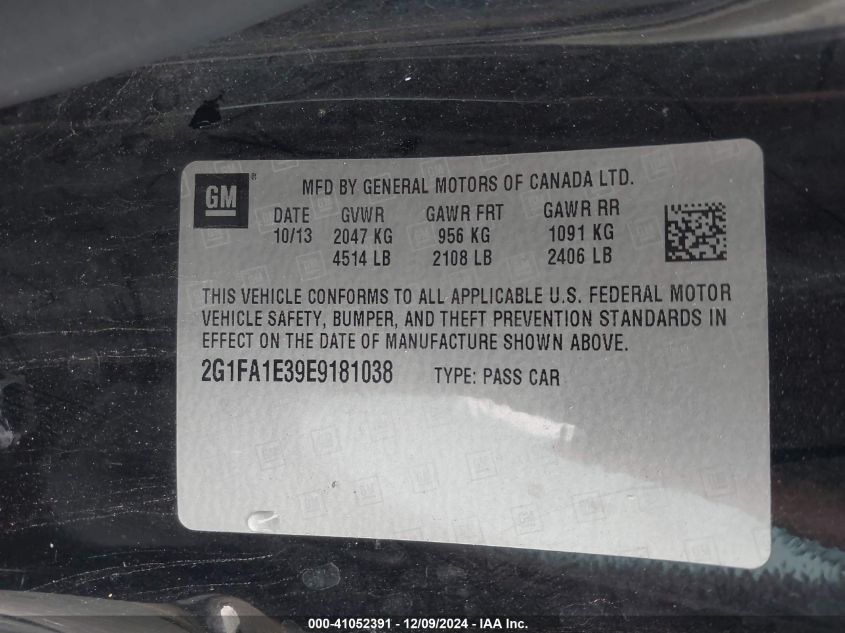 GM ®
MFD BY GENERAL MOTORS OF CANADA LTD.
DATE GVWR GAWR FRT GAWR RR
10/13 2047 KG 956 KG 1091 KG
4514 LB 2108 LB 2406 LB
THIS VEHICLE CONFORMS TO ALL APPLICABLE U.S. FEDERAL MOTOR
VEHICLE SAFETY, BUMPER, AND THEFT PREVENTION STANDARDS IN
EFFECT ON THE DATE OF MANUFACTURE SHOWN ABOVE.
2G1FA1E39E9181038 TYPE: PASS CAR
000-41052391 - 12/09/2024 - IAA Inc.